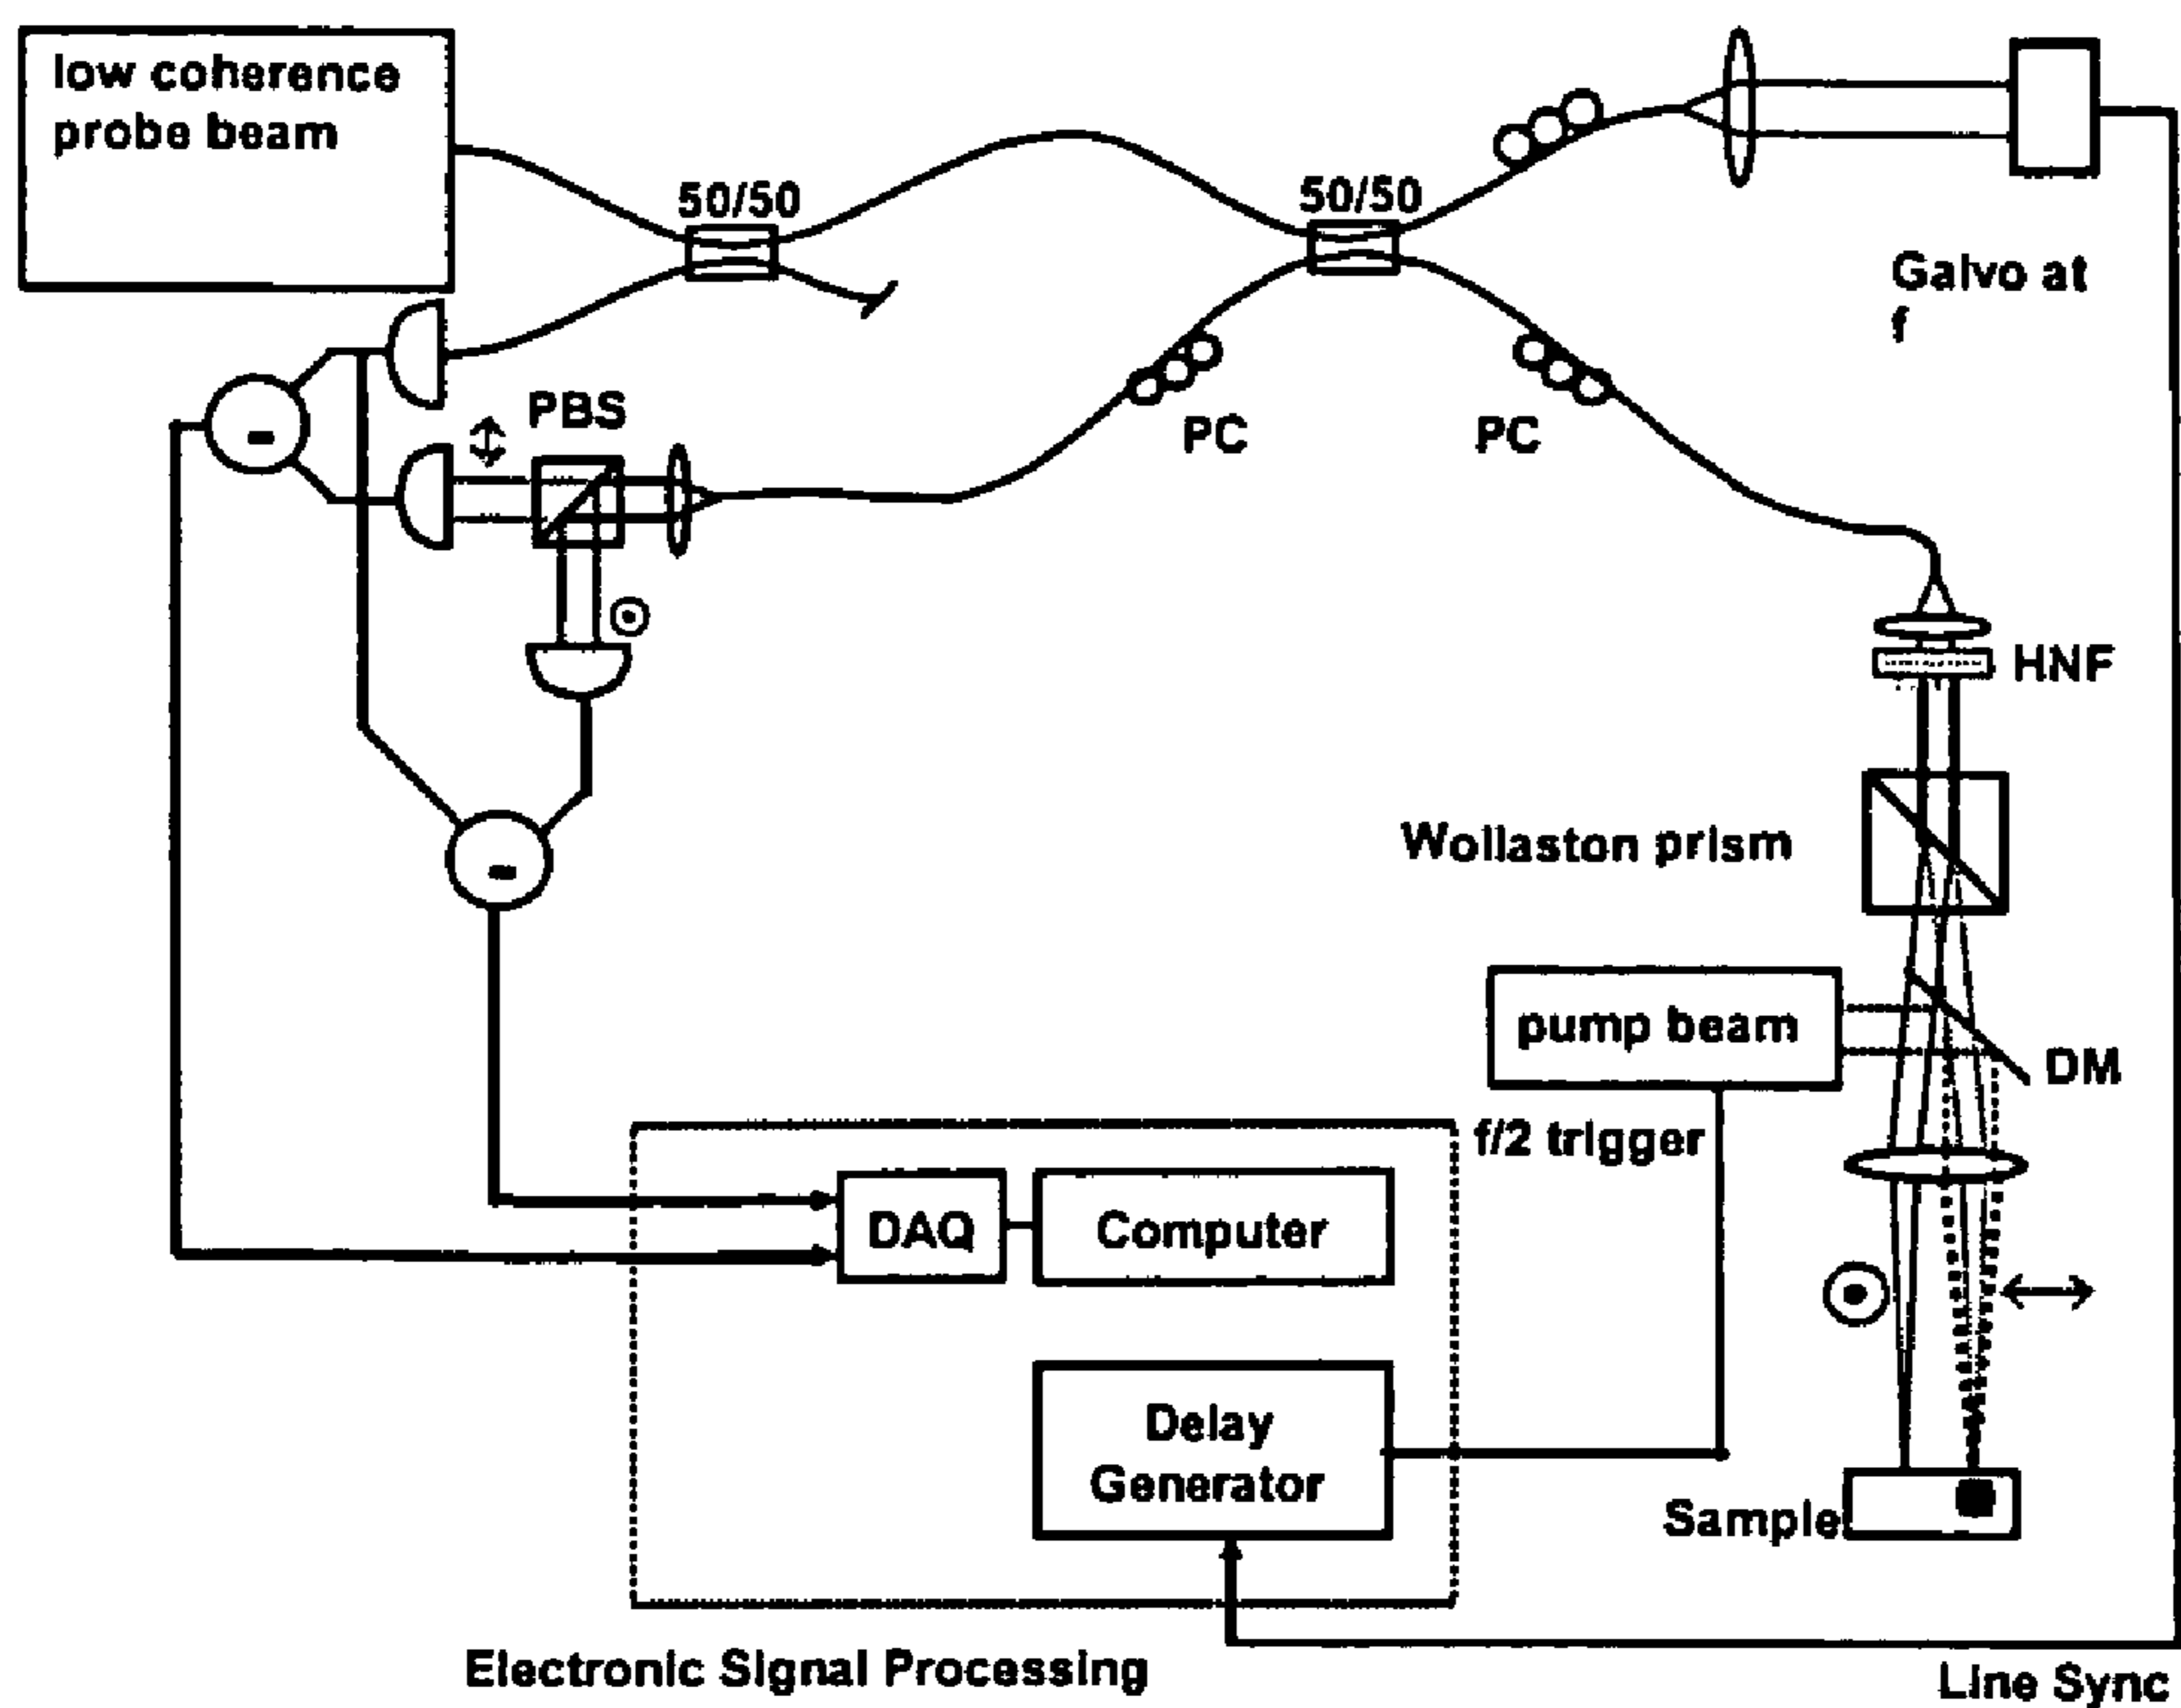 low coherence
probe beam
50/50
50/50
Galvo at
f
PBS
PC
PC
HNF
Wollaston prism
pump beam
DM
f/2 trigger
DAQ
Computer
Delay
Generator
Sample
Electronic Signal Processing
Line Sync